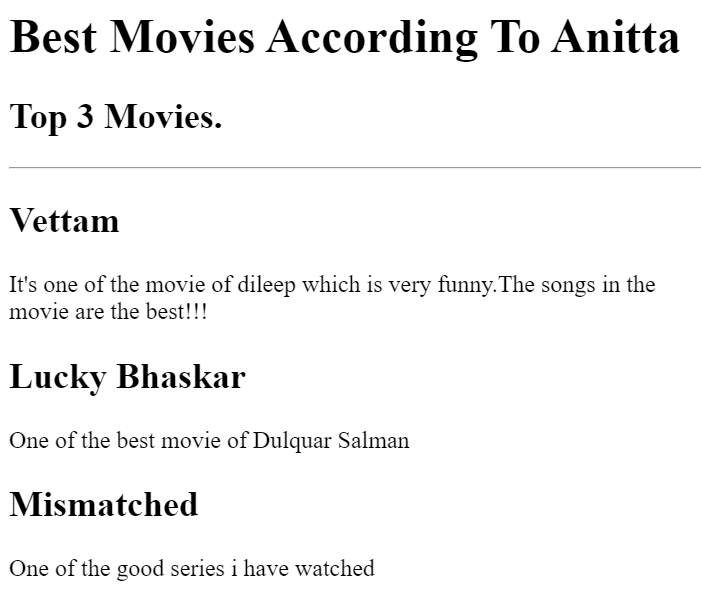 Best Movies According To Anitta
Top 3 Movies.
Vettam
It's one of the movie of dileep which is very funny.The songs in the
movie are the best!!!
Lucky Bhaskar
One of the best movie of Dulquar Salman
Mismatched
One of the good series i have watched